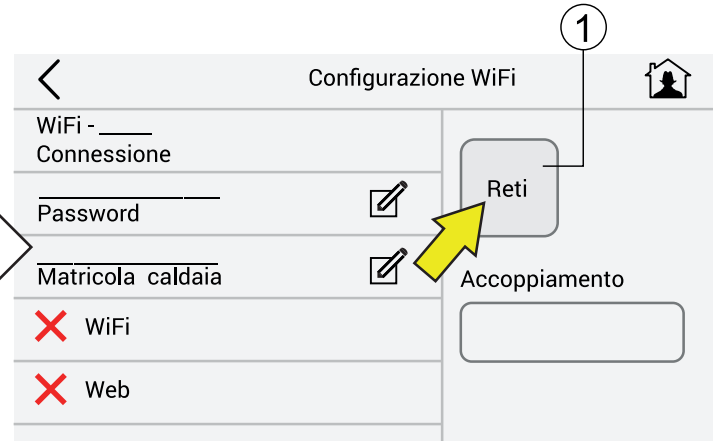 1
Configurazione WiFi
WiFi - ____
Connessione
Password
Matricola caldaia
WiFi
Web
Reti
Accoppiamento